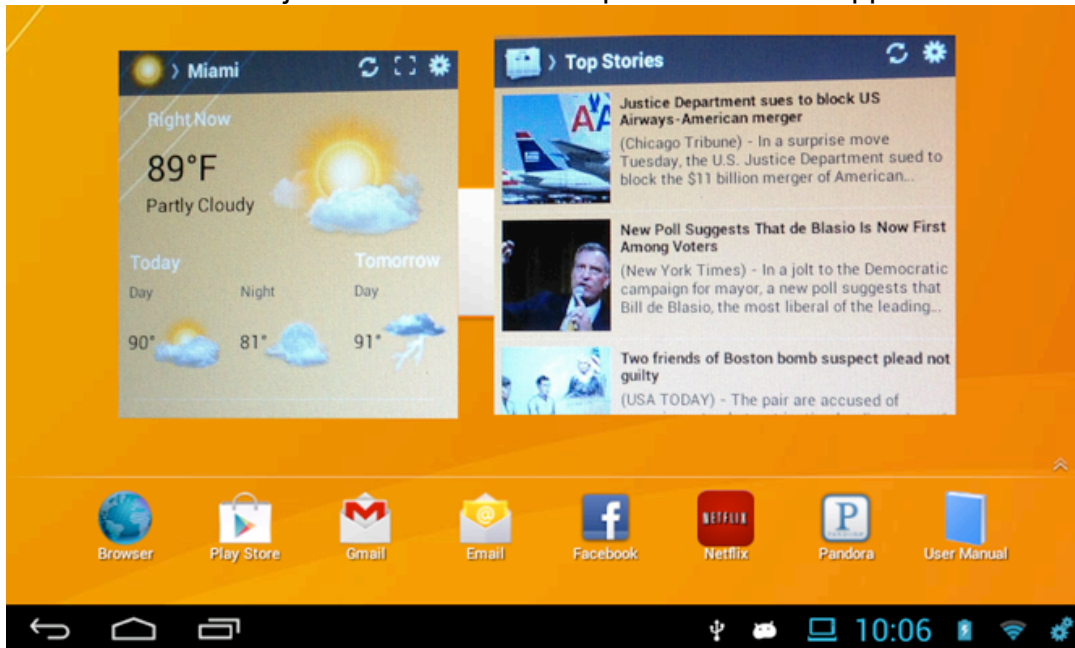 Miami
Right Now
89°F
Partly Cloudy
Today
Tomorrow
Day
Night
Day
90°
81°
91°
Top Stories
Justice Department sues to block US
Airways-American merger
(Chicago Tribune) - In a surprise move
Tuesday, the U.S. Justice Department sued to
block the $11 billion merger of American...
AA
New Poll Suggests That de Blasio Is Now First
Among Voters
(New York Times) - In a jolt to the Democratic
campaign for mayor, a new poll suggests that
Bill de Blasio, the most liberal of the leading...
Two friends of Boston bomb suspect plead not
guilty
(USA TODAY) - The pair are accused of
NETFLIX
P
PANDORA
Browser
Play Store
Gmail
Email
Facebook
Netflix
Pandora
User Manual
10:06